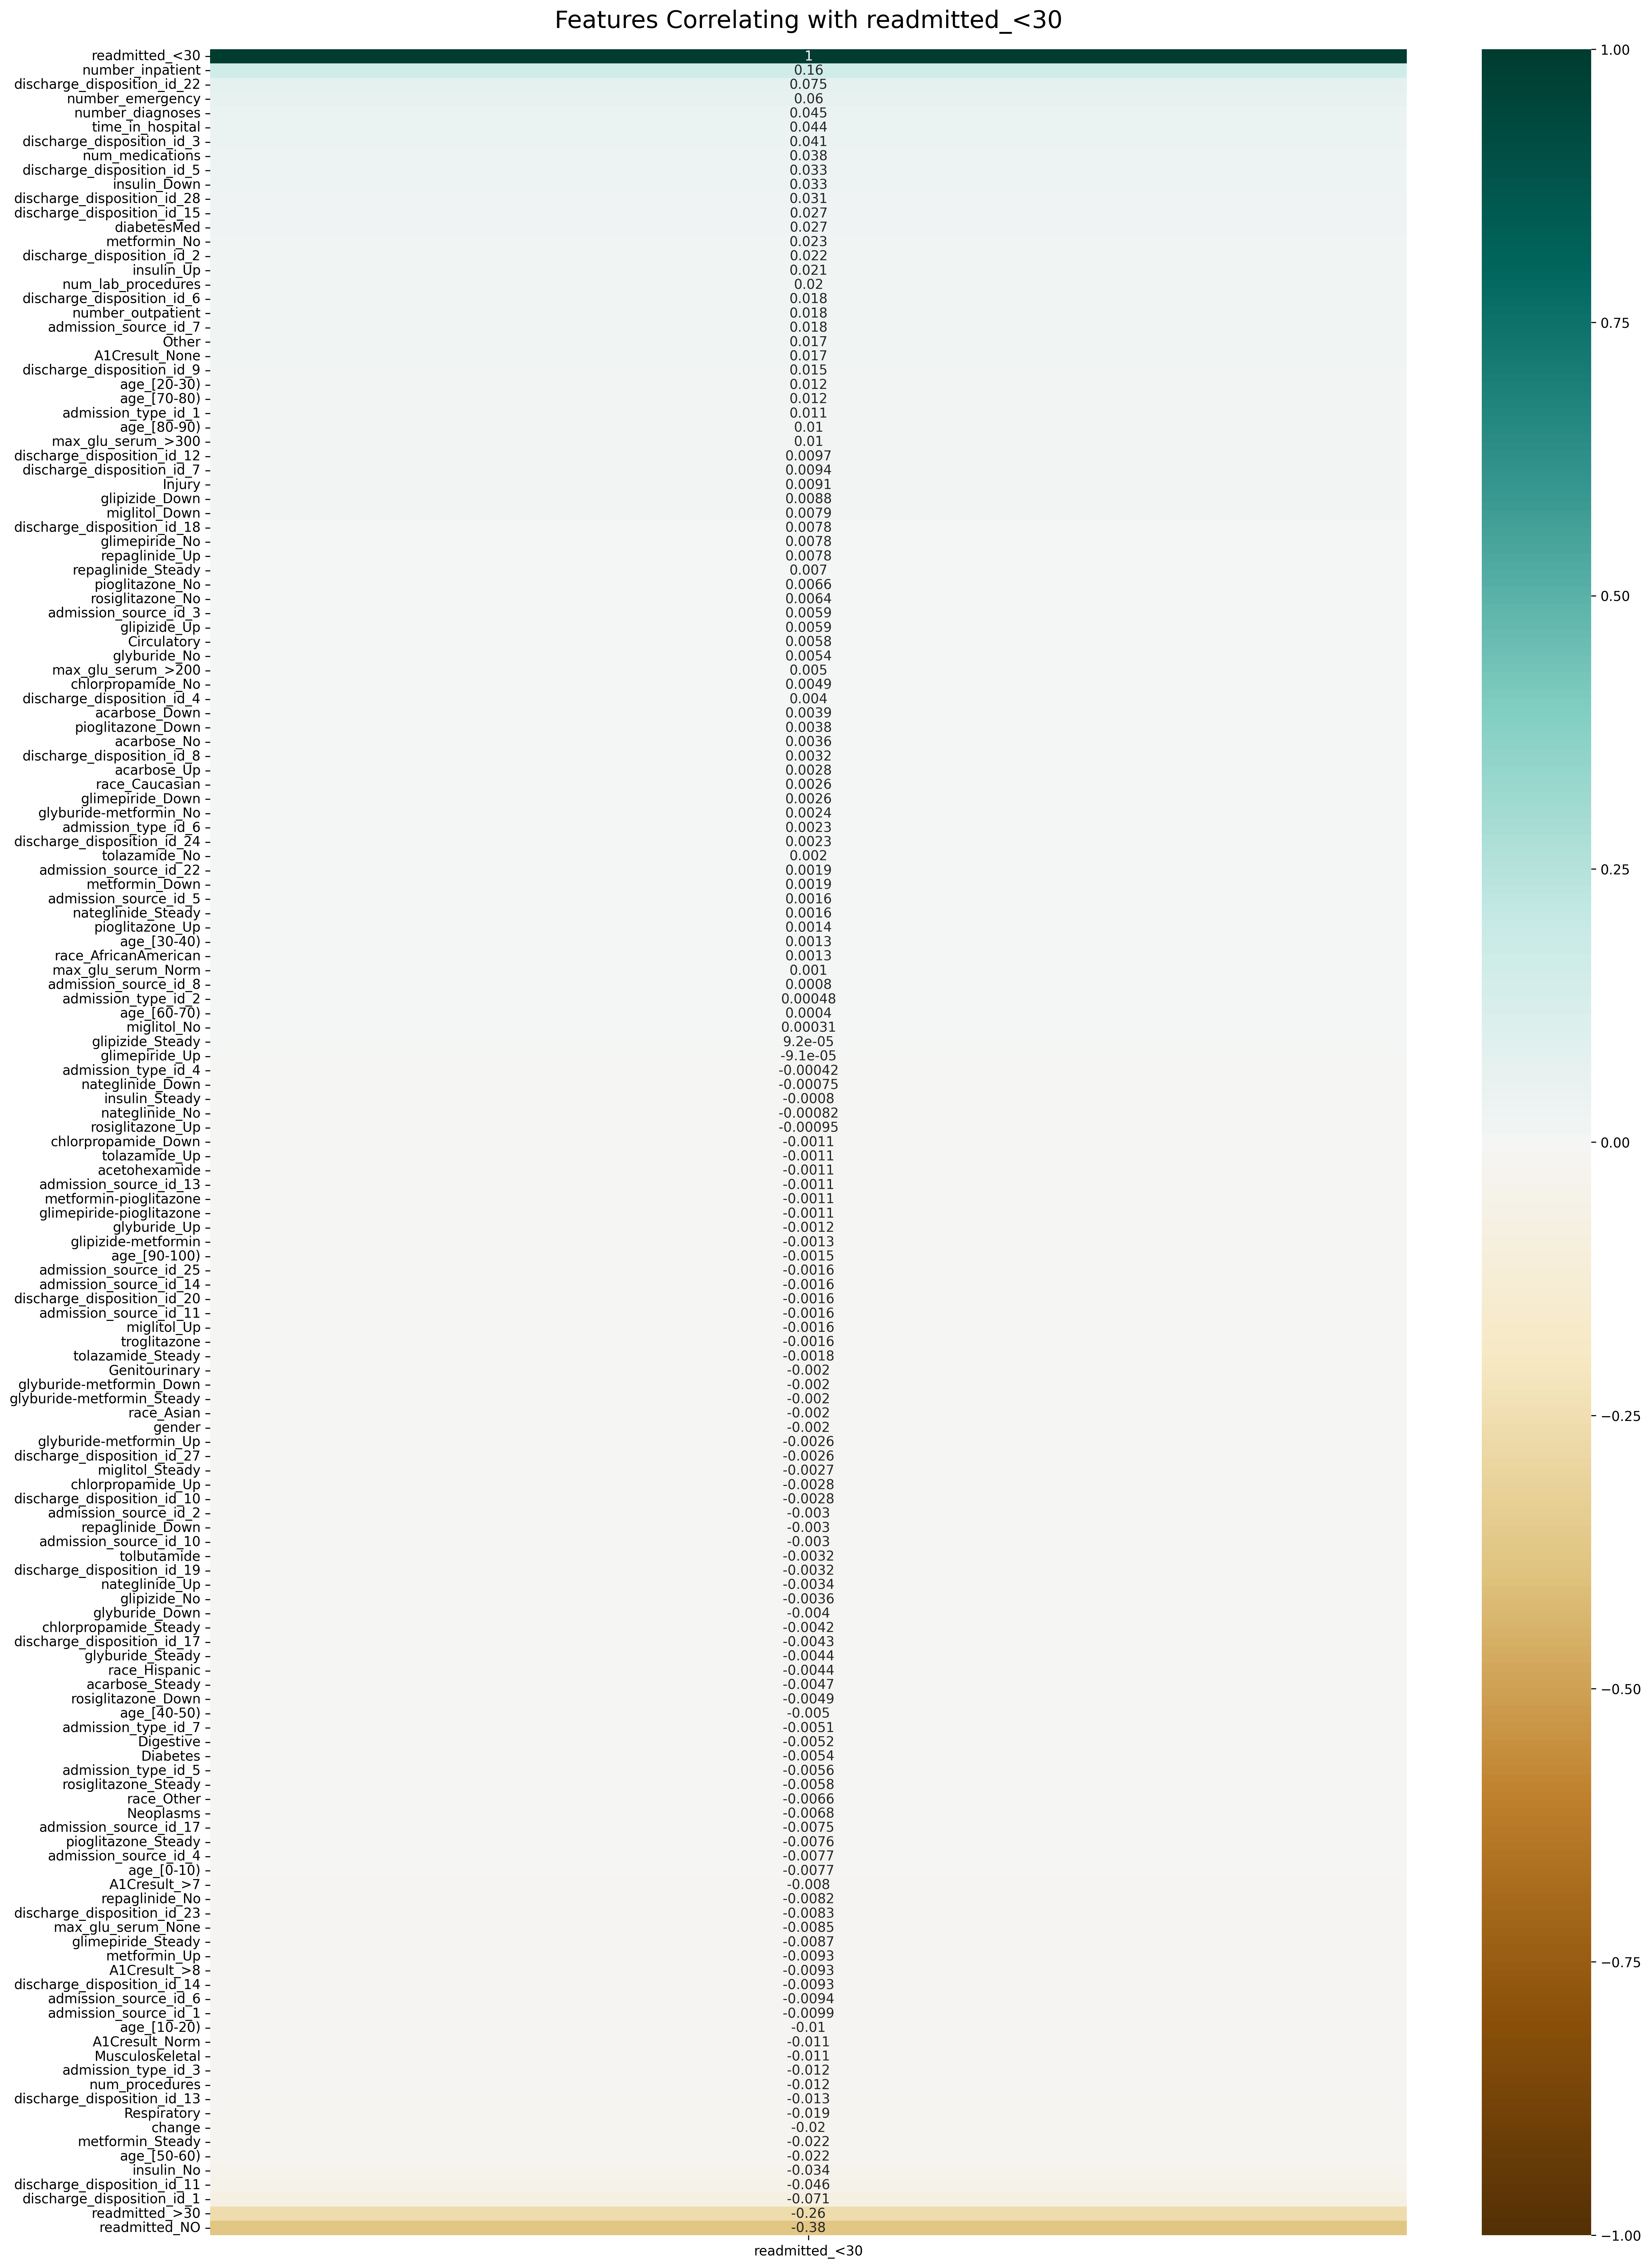 Features Correlating with readmitted_<30
readmitted_<30 1
number_inpatient 0.16
discharge_disposition_id_22 0.075
number_emergency 0.06
number_diagnoses 0.045
time_in_hospital 0.044
discharge_disposition_id_3 0.041
num_medications 0.038
discharge_disposition_id_5 0.033
insulin_Down 0.033
discharge_disposition_id_28 0.031
discharge_disposition_id_15 0.027
diabetesMed 0.027
metformin_No 0.023
discharge_disposition_id_2 0.022
insulin_Up 0.021
num_lab_procedures 0.02
discharge_disposition_id_6 0.018
number_outpatient 0.018
admission_source_id_7 0.018
Other 0.017
A1Cresult_None 0.017
discharge_disposition_id_9 0.015
age_[20-30) 0.012
age_[70-80) 0.012
admission_type_id_1 0.011
age_[80-90) 0.01
max_glu_serum_>300 0.01
discharge_disposition_id_12 0.0097
discharge_disposition_id_7 0.0094
Injury 0.0091
glipizide_Down 0.0088
miglitol_Down 0.0079
discharge_disposition_id_18 0.0078
glimepiride_No 0.0078
repaglinide_Up 0.0078
repaglinide_Steady 0.007
pioglitazone_No 0.0066
rosiglitazone_No 0.0064
admission_source_id_3 0.0059
glipizide_Up 0.0059
Circulatory 0.0058
glyburide_No 0.0054
max_glu_serum_>200 0.005
chlorpropamide_No 0.0049
discharge_disposition_id_4 0.004
acarbose_Down 0.0039
pioglitazone_Down 0.0038
acarbose_No 0.0036
discharge_disposition_id_8 0.0032
acarbose_Up 0.0028
race_Caucasian 0.0026
glimepiride_Down 0.0026
glyburide-metformin_No 0.0024
admission_type_id_6 0.0023
discharge_disposition_id_24 0.0023
tolazamide_No 0.002
admission_source_id_22 0.0019
metformin_Down 0.0019
admission_source_id_5 0.0016
nateglinide_Steady 0.0016
pioglitazone_Up 0.0014
age_[30-40) 0.0013
race_AfricanAmerican 0.0013
max_glu_serum_Norm 0.001
admission_source_id_8 0.0008
admission_type_id_2 0.00048
age_[60-70) 0.0004
miglitol_No 0.00031
glipizide_Steady 9.2e-05
glimepiride_Up -9.1e-05
admission_type_id_4 -0.00042
nateglinide_Down -0.00075
insulin_Steady -0.0008
nateglinide_No -0.00082
rosiglitazone_Up -0.00095
chlorpropamide_Down -0.0011
tolazamide_Up -0.0011
acetohexamide -0.0011
admission_source_id_13 -0.0011
metformin-pioglitazone -0.0011
glimepiride-pioglitazone -0.0011
glyburide_Up -0.0012
glipizide-metformin -0.0013
age_[90-100) -0.0015
admission_source_id_25 -0.0016
admission_source_id_14 -0.0016
discharge_disposition_id_20 -0.0016
admission_source_id_11 -0.0016
miglitol_Up -0.0016
troglitazone -0.0016
tolazamide_Steady -0.0018
Genitourinary -0.002
glyburide-metformin_Down -0.002
glyburide-metformin_Steady -0.002
race_Asian -0.002
gender -0.002
glyburide-metformin_Up -0.0026
discharge_disposition_id_27 -0.0026
miglitol_Steady -0.0027
chlorpropamide_Up -0.0028
discharge_disposition_id_10 -0.0028
admission_source_id_2 -0.003
repaglinide_Down -0.003
admission_source_id_10 -0.003
tolbutamide -0.0032
discharge_disposition_id_19 -0.0032
nateglinide_Up -0.0034
glipizide_No -0.0036
glyburide_Down -0.004
chlorpropamide_Steady -0.0042
discharge_disposition_id_17 -0.0043
glyburide_Steady -0.0044
race_Hispanic -0.0044
acarbose_Steady -0.0047
rosiglitazone_Down -0.0049
age_[40-50) -0.005
admission_type_id_7 -0.0051
Digestive -0.0052
Diabetes -0.0054
admission_type_id_5 -0.0056
rosiglitazone_Steady -0.0058
race_Other -0.0066
Neoplasms -0.0068
admission_source_id_17 -0.0075
pioglitazone_Steady -0.0076
admission_source_id_4 -0.0077
age_[0-10) -0.0077
A1Cresult_>7 -0.008
repaglinide_No -0.0082
discharge_disposition_id_23 -0.0083
max_glu_serum_None -0.0085
glimepiride_Steady -0.0087
metformin_Up -0.0093
A1Cresult_>8 -0.0093
discharge_disposition_id_14 -0.0093
admission_source_id_6 -0.0094
admission_source_id_1 -0.0099
age_[10-20) -0.01
A1Cresult_Norm -0.011
Musculoskeletal -0.011
admission_type_id_3 -0.012
num_procedures -0.012
discharge_disposition_id_13 -0.013
Respiratory -0.019
change -0.02
metformin_Steady -0.022
age_[50-60) -0.022
insulin_No -0.034
discharge_disposition_id_11 -0.046
discharge_disposition_id_1 -0.071
readmitted_>30 -0.26
readmitted_NO -0.38
readmitted_<30
1.00
0.75
0.50
0.25
0.00
−0.25
−0.50
−0.75
−1.00